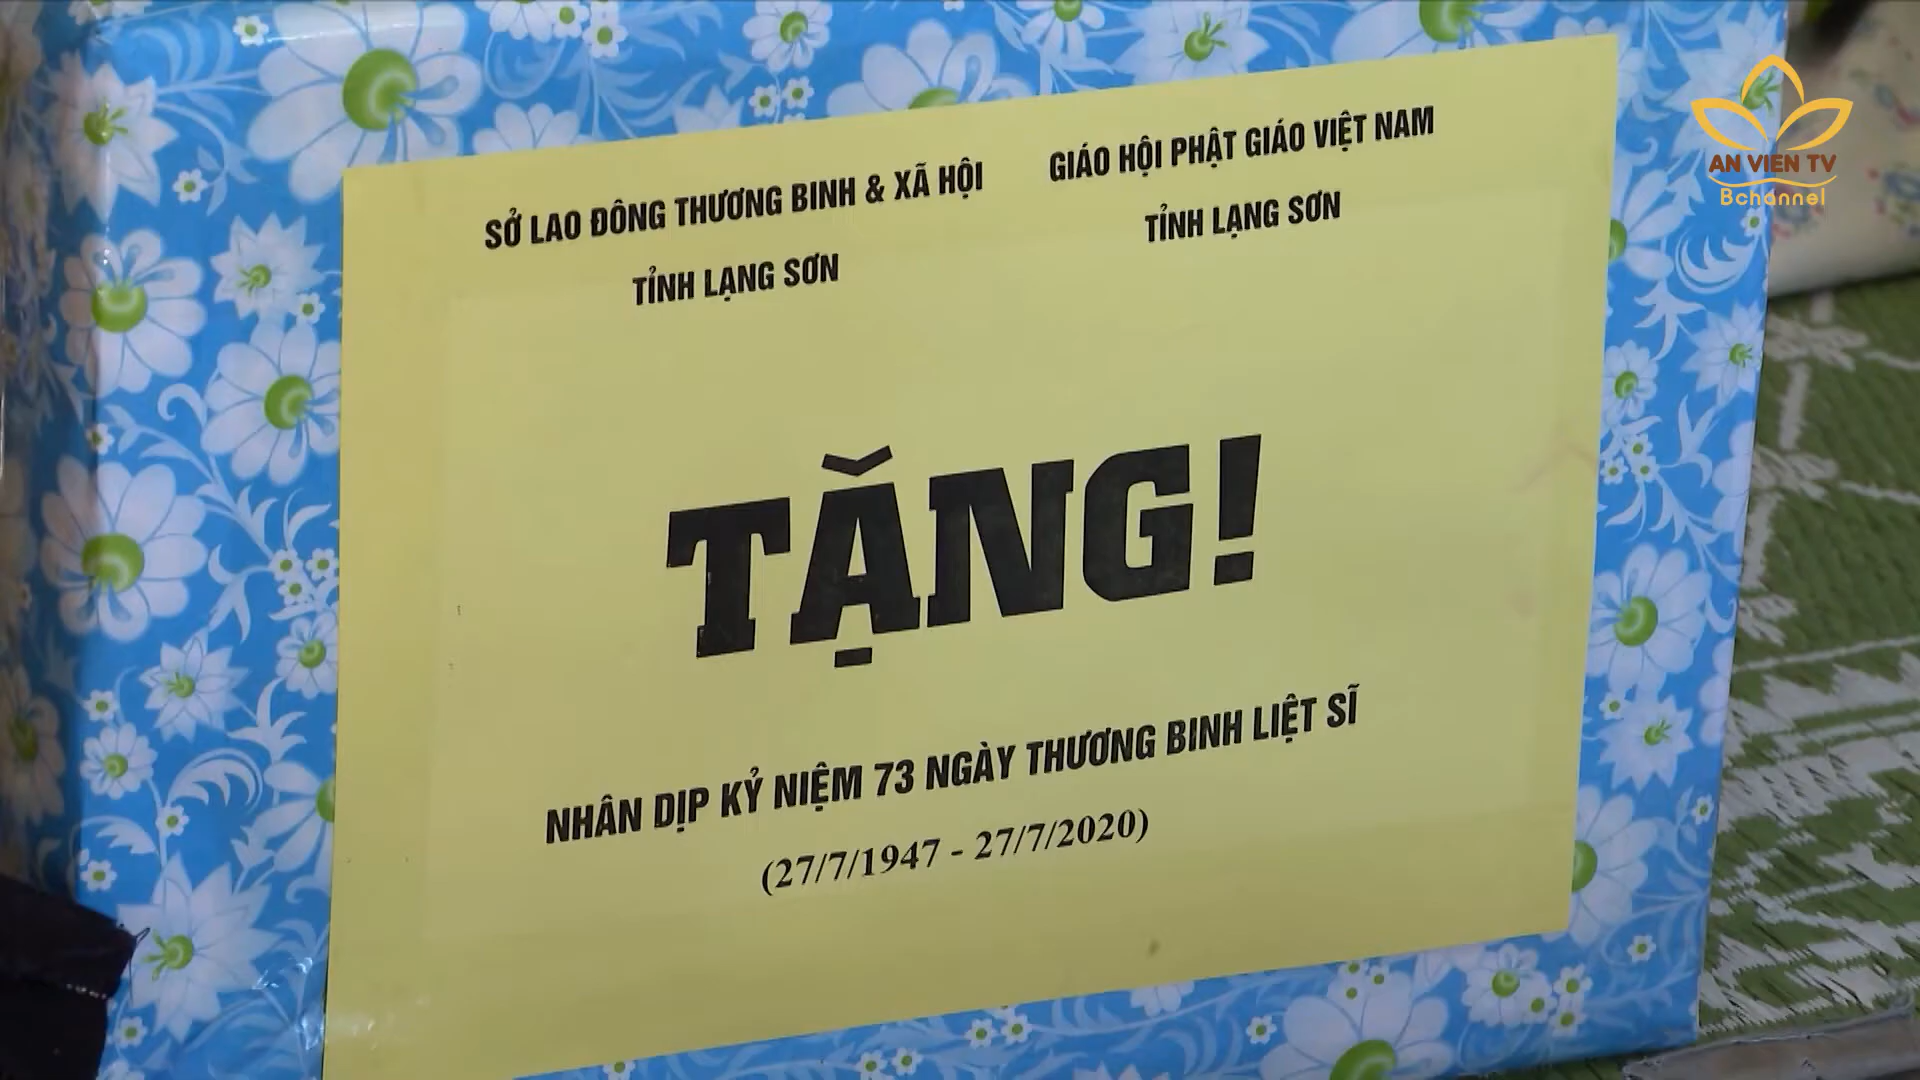 SỞ LAO ĐÔNG THƯƠNG BINH & XÃ HỘI
TỈNH LẠNG SƠN
GIÁO HỘI PHẬT GIÁO VIỆT NAM
TỈNH LẠNG SƠN
TẶNG!
NHÂN DỊP KỶ NIỆM 73 NGÀY THƯƠNG BINH LIỆT SĨ
(27/7/1947 - 27/7/2020)
AN VIEN TV
Bchannel